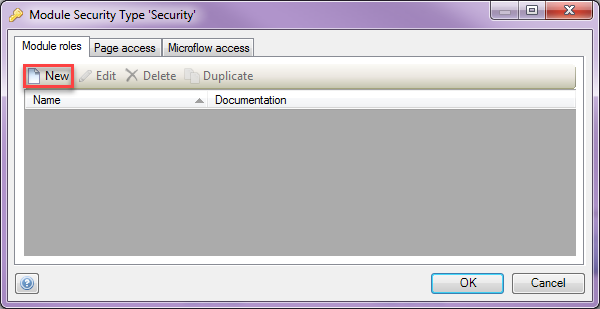 Module Security Type 'Security'
Module roles Page access Microflow access
New Edit Delete Duplicate
Name Documentation
OK Cancel